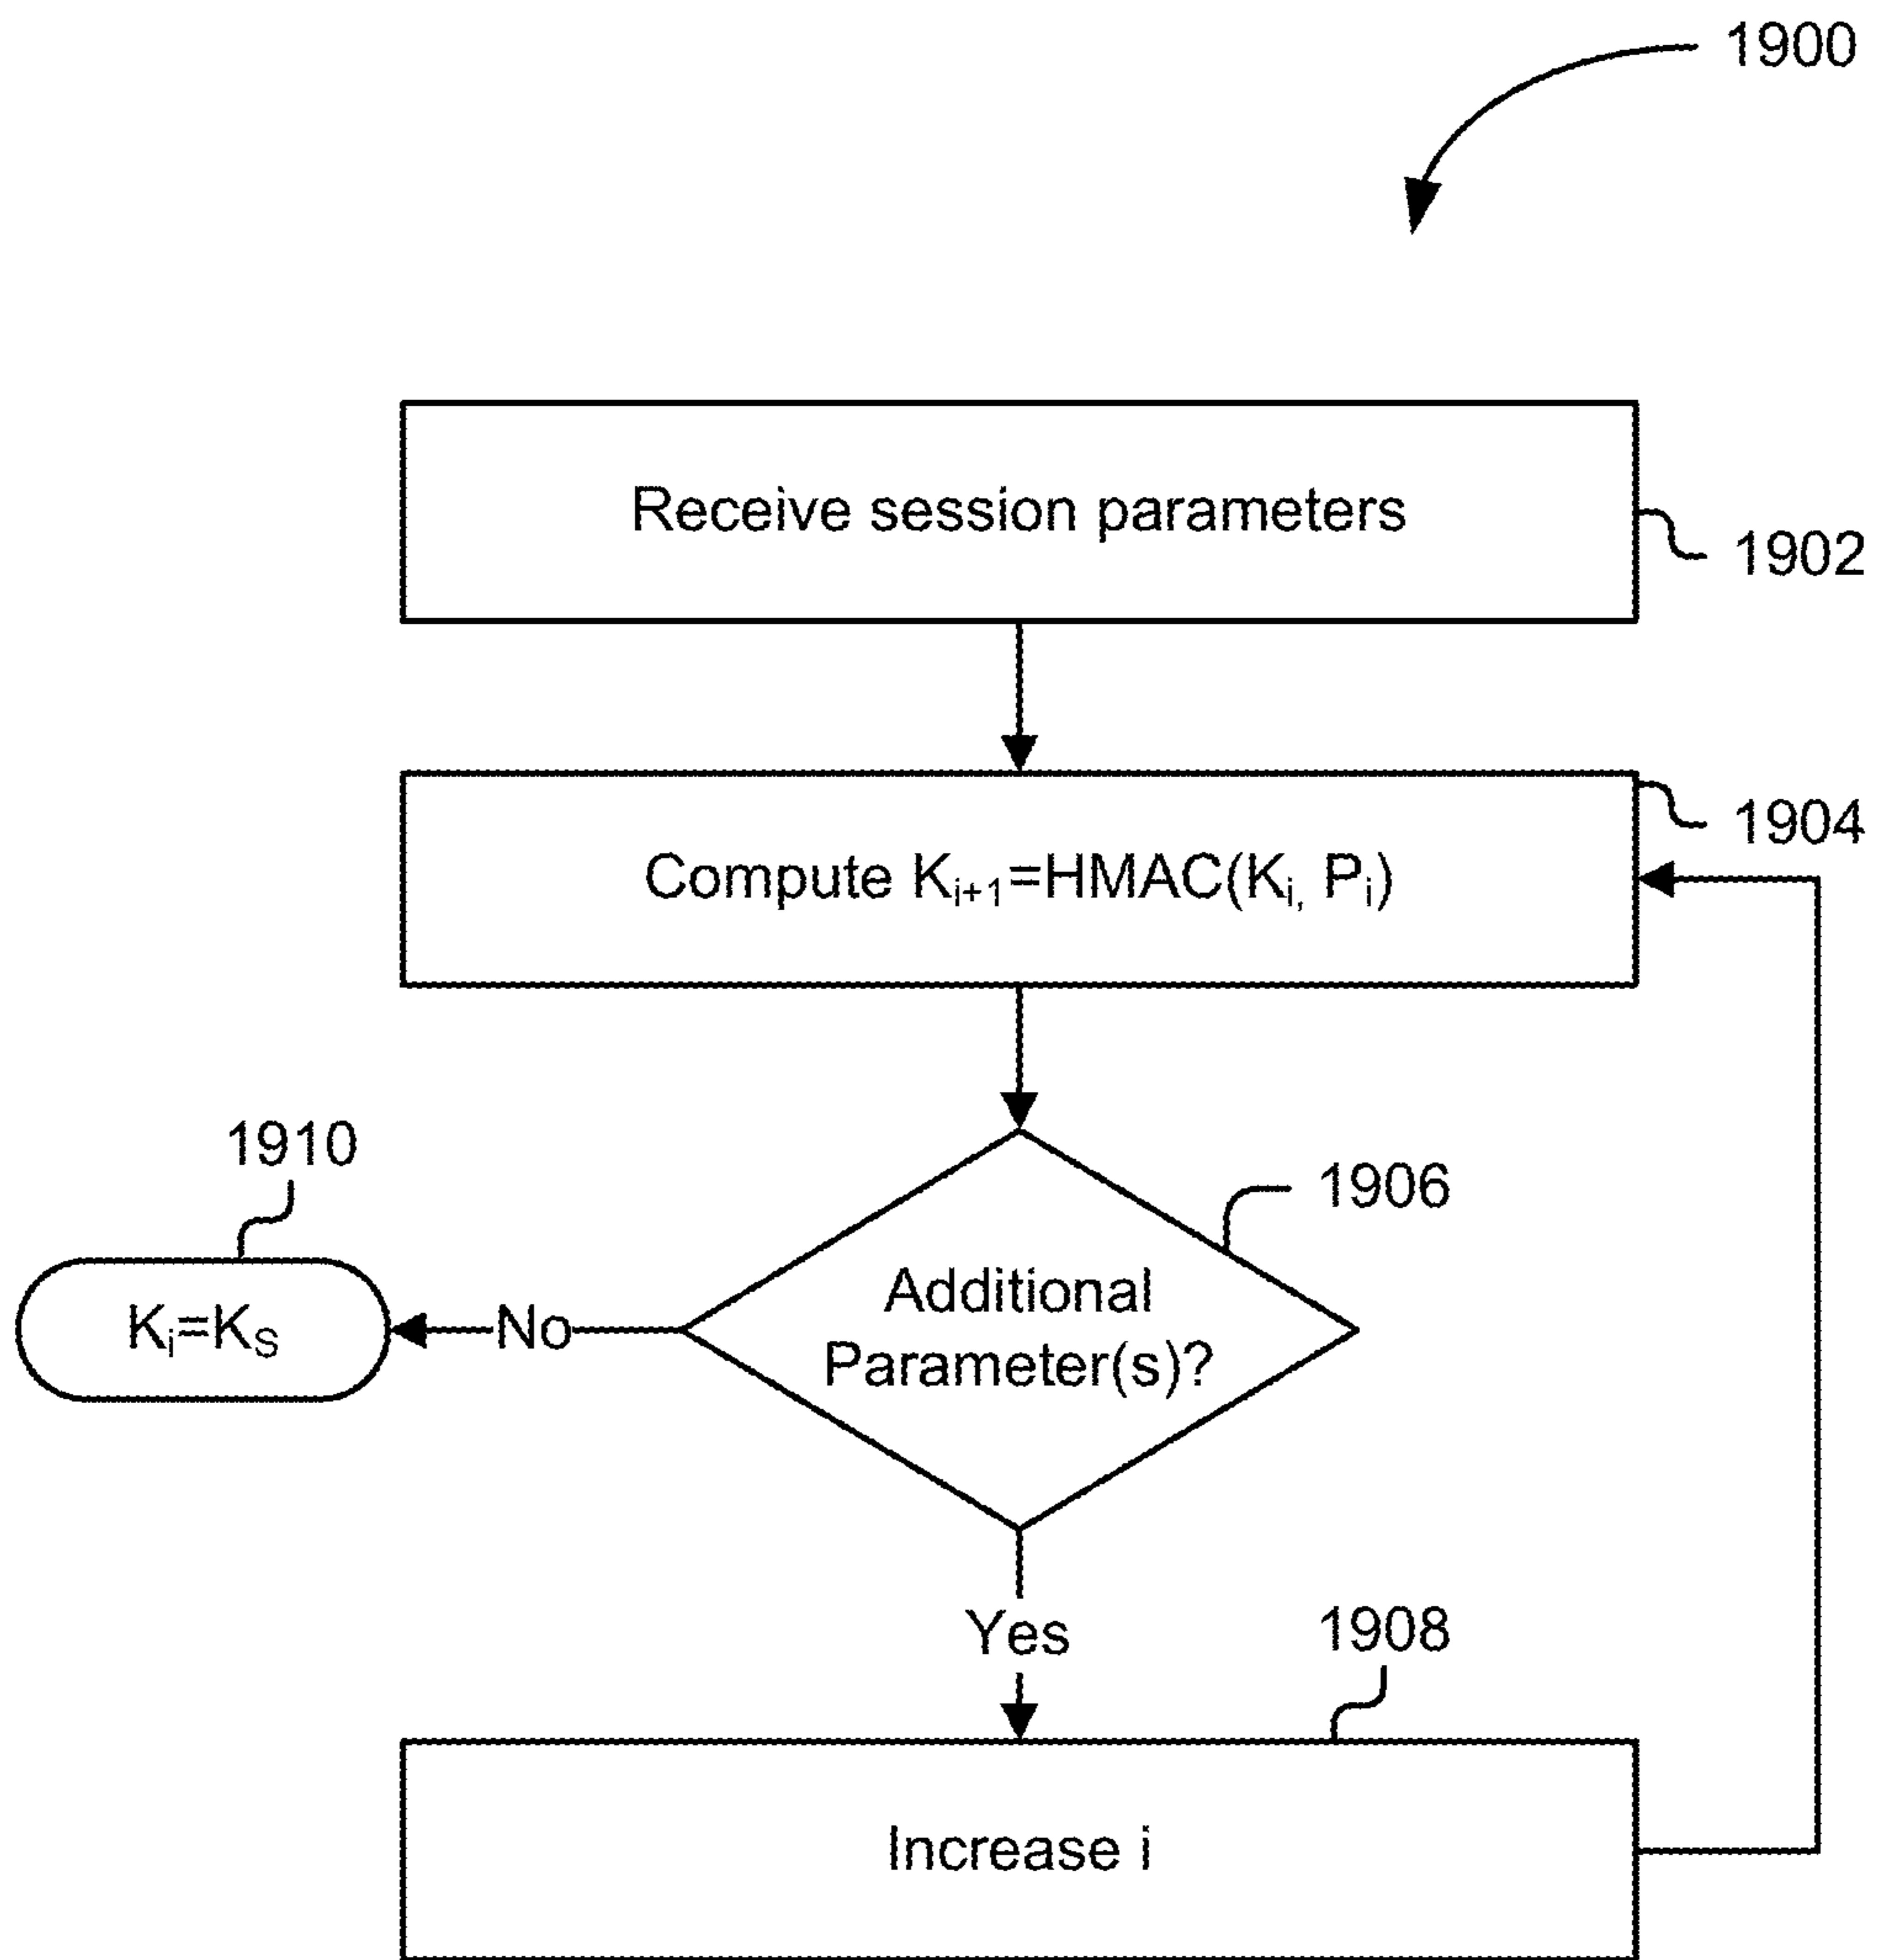 1900
Receive session parameters
1902
1904
Compute Kᵢ₊₁=HMAC(Kᵢ, Pᵢ)
1910
1906
Additional
Parameter(s)?
Kᵢ=K_S
No
Yes
1908
Increase i